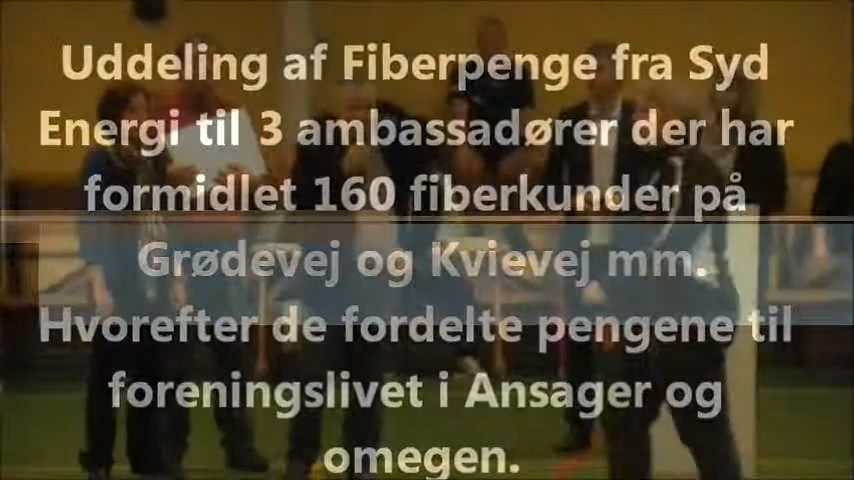 Uddeling af Fiberpenge fra Syd
Energi til 3 ambassadører der har
formidlet 160 fiberkunder på
Grødevej og Kvievej mm.
Hvorefter de fordelte pengene til
foreningslivet i Ansager og
omegen.